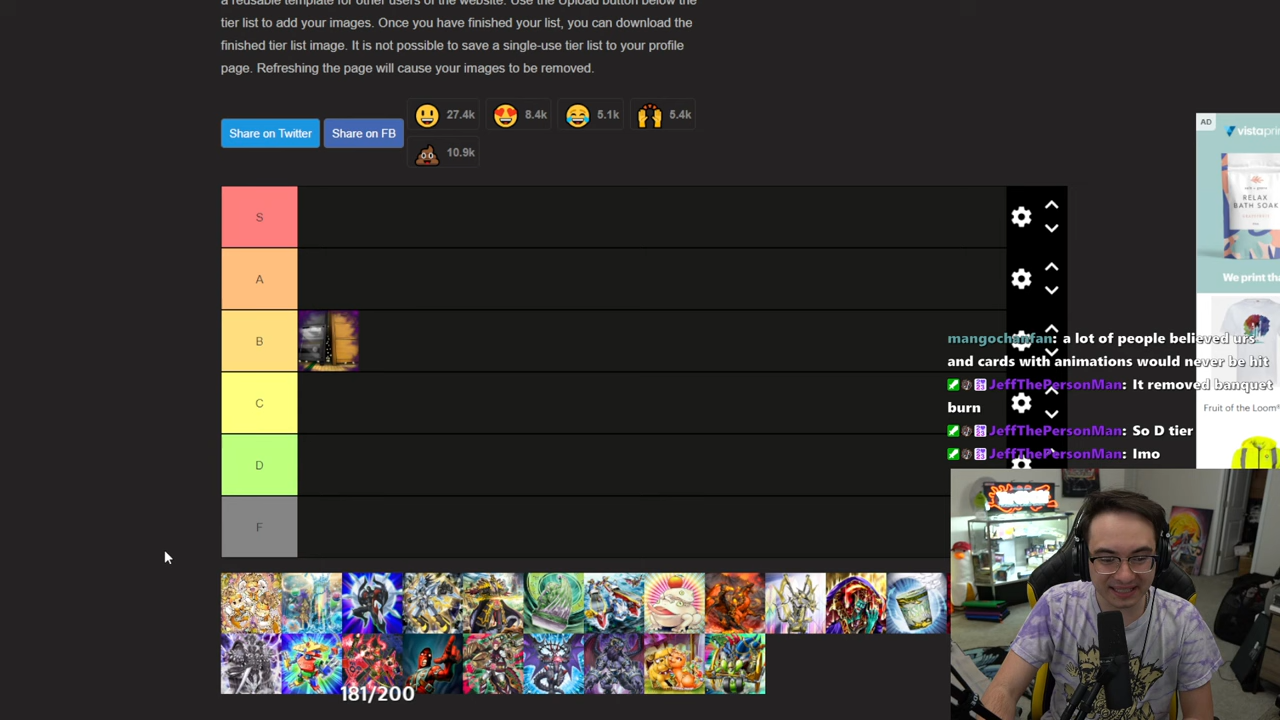 a reusable template for other users of the website. Use the Upload button below the
tier list to add your images. Once you have finished your list, you can download the
finished tier list image. It is not possible to save a single-use tier list to your profile
page. Refreshing the page will cause your images to be removed.
Share on Twitter
Share on FB
27.4k
8.4k
5.1k
5.4k
10.9k
AD
vistapri
RELAX
BATH SOAK
We print tha
S
A
B
C
D
F
mangochanfan: a lot of people believed urs
and cards with animations would never be hit
JeffThePersonMan: It removed banquet
burn
JeffThePersonMan: So D tier
JeffThePersonMan: Imo
Fruit of the Loom®
181/200